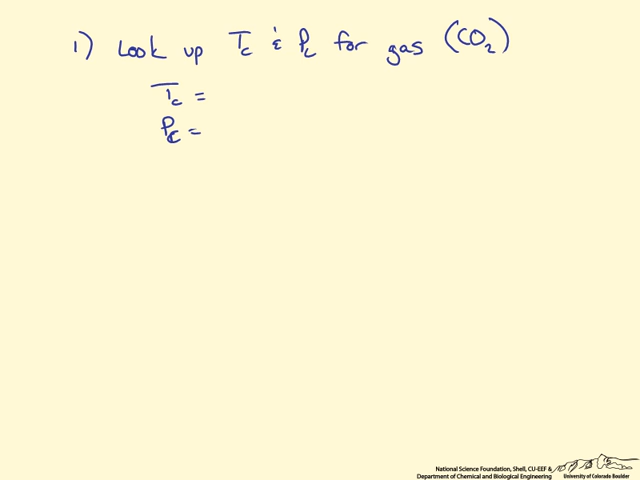 1) Look up Tc & Pc for gas (CO2)
Tc =
Pc =
National Science Foundation, Shell, CU-EEF &
Department of Chemical and Biological Engineering
University of Colorado Boulder